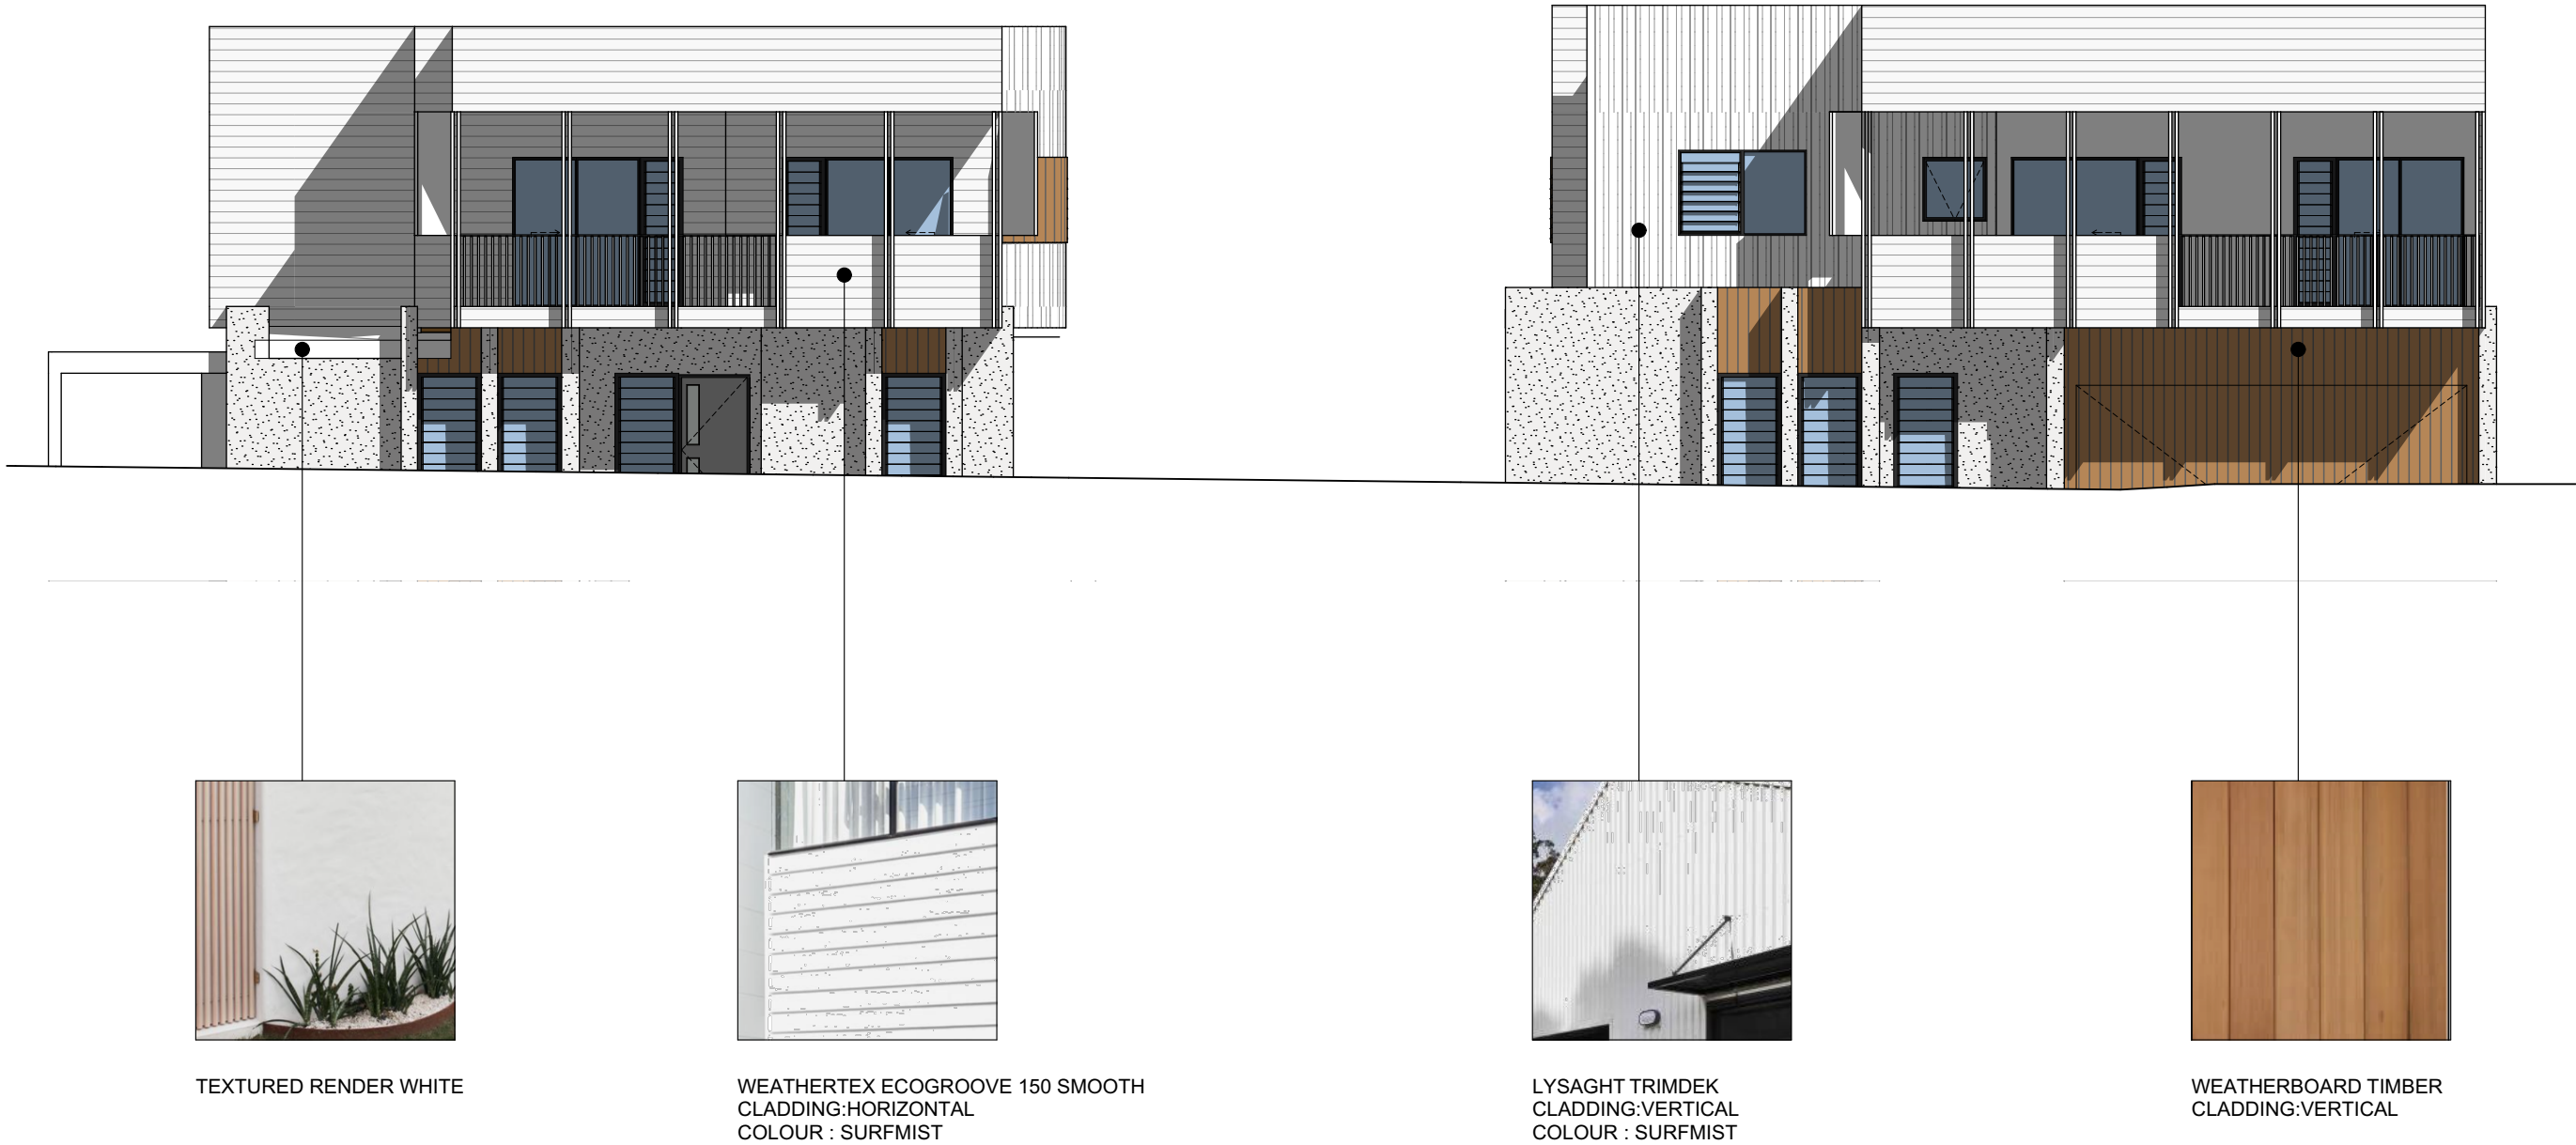 TEXTURED RENDER WHITE
WEATHERTEX ECOGROOVE 150 SMOOTH
CLADDING:HORIZONTAL
COLOUR : SURFMIST
LYSAGHT TRIMDEK
CLADDING:VERTICAL
COLOUR : SURFMIST
WEATHERBOARD TIMBER
CLADDING:VERTICAL